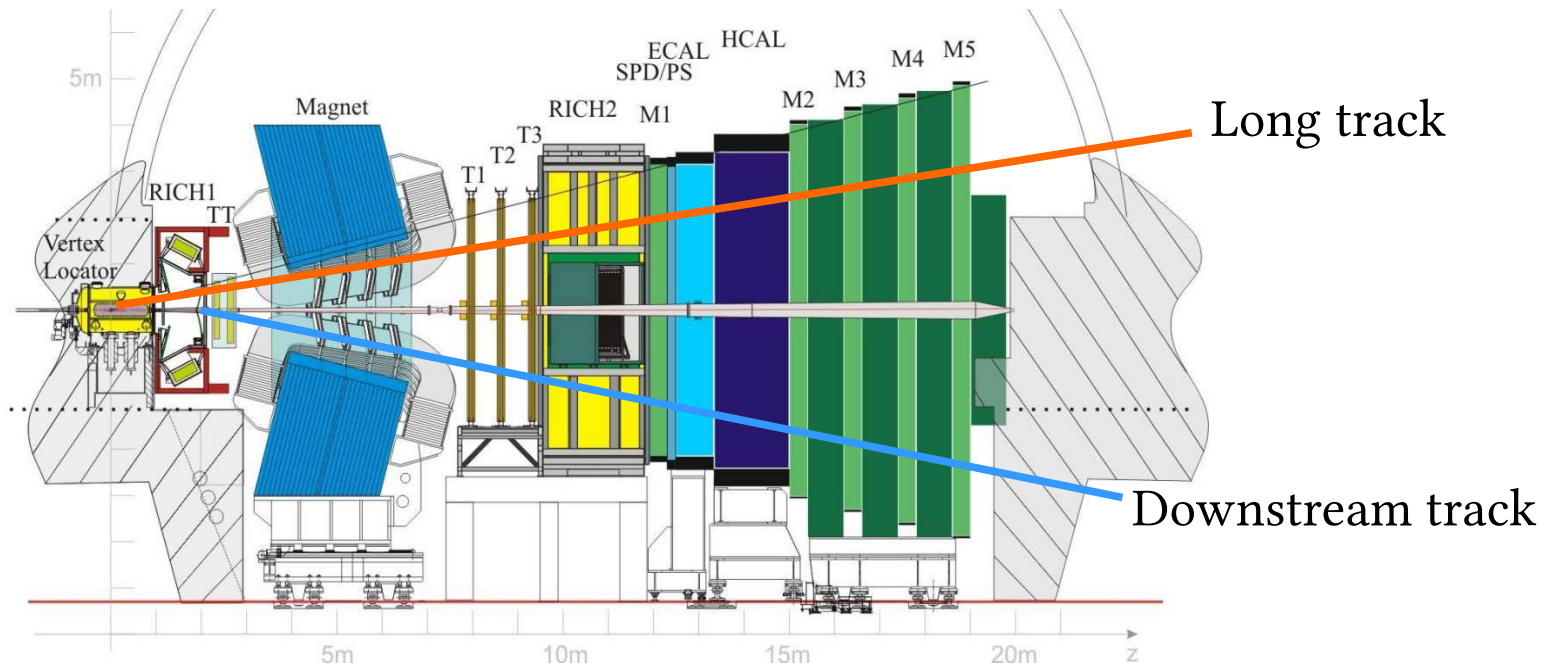 5m
Magnet
RICH1
TT
Vertex
Locator
T1
T2
T3
RICH2
M1
SPD/PS
ECAL
HCAL
M2
M3
M4
M5
Long track
Downstream track
5m
10m
15m
20m
z